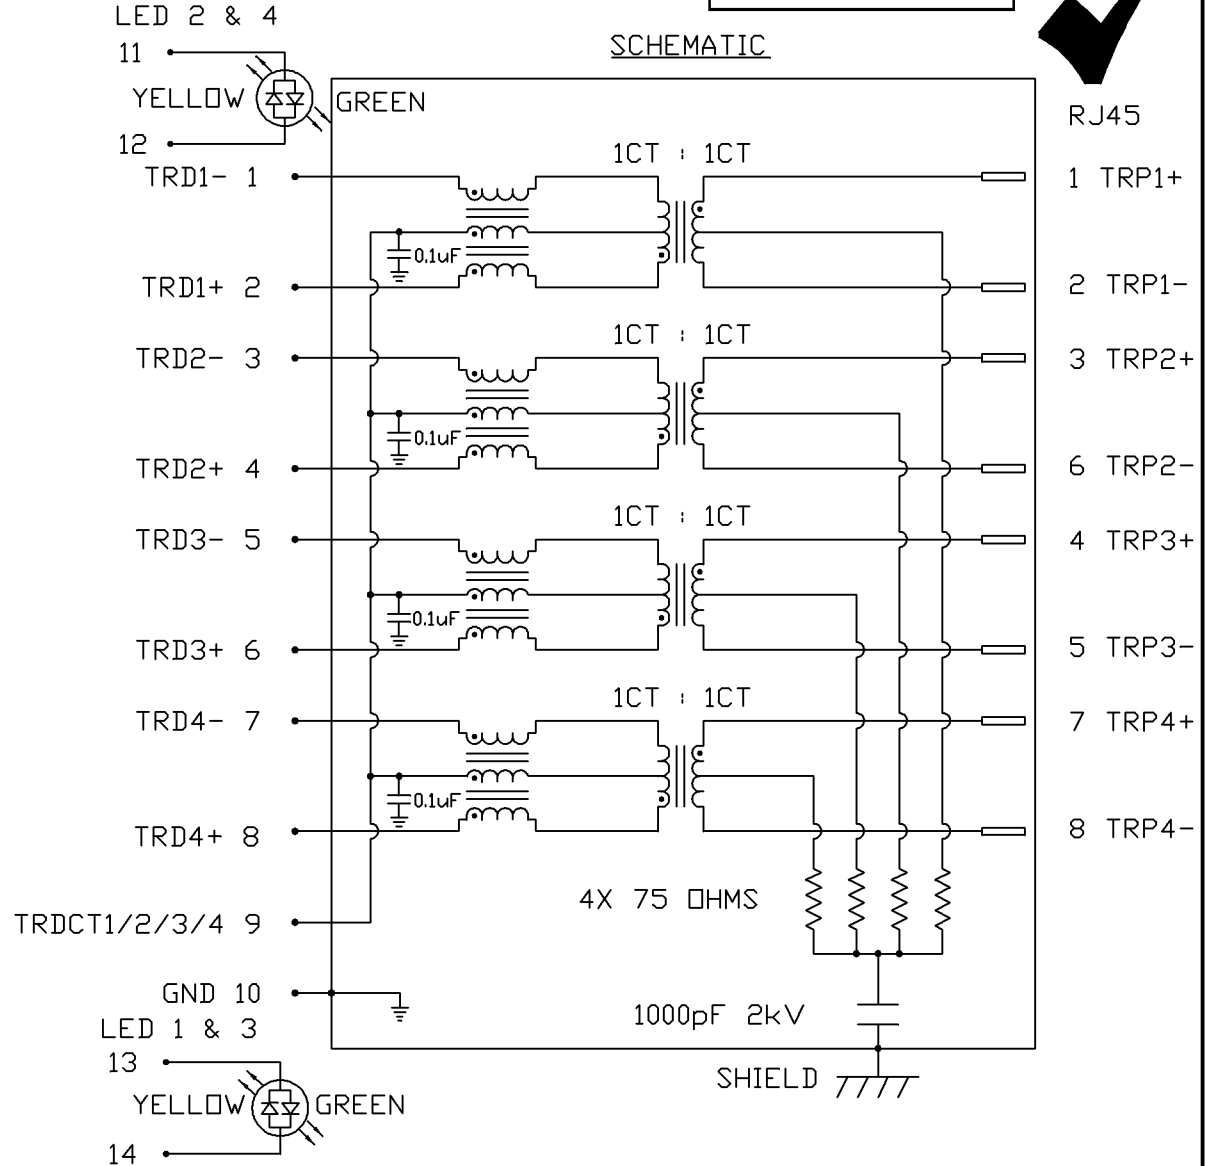 LED 2 & 4
SCHEMATIC
11
YELLOW
GREEN
RJ45
12
1CT : 1CT
TRD1- 1
1 TRP1+
0.1uF
TRD1+ 2
2 TRP1-
1CT : 1CT
TRD2- 3
3 TRP2+
0.1uF
TRD2+ 4
6 TRP2-
1CT : 1CT
TRD3- 5
4 TRP3+
0.1uF
TRD3+ 6
5 TRP3-
1CT : 1CT
TRD4- 7
7 TRP4+
0.1uF
TRD4+ 8
8 TRP4-
4X 75 OHMS
TRDCT1/2/3/4 9
GND 10
1000pF 2kV
LED 1 & 3
13
SHIELD
YELLOW
GREEN
14